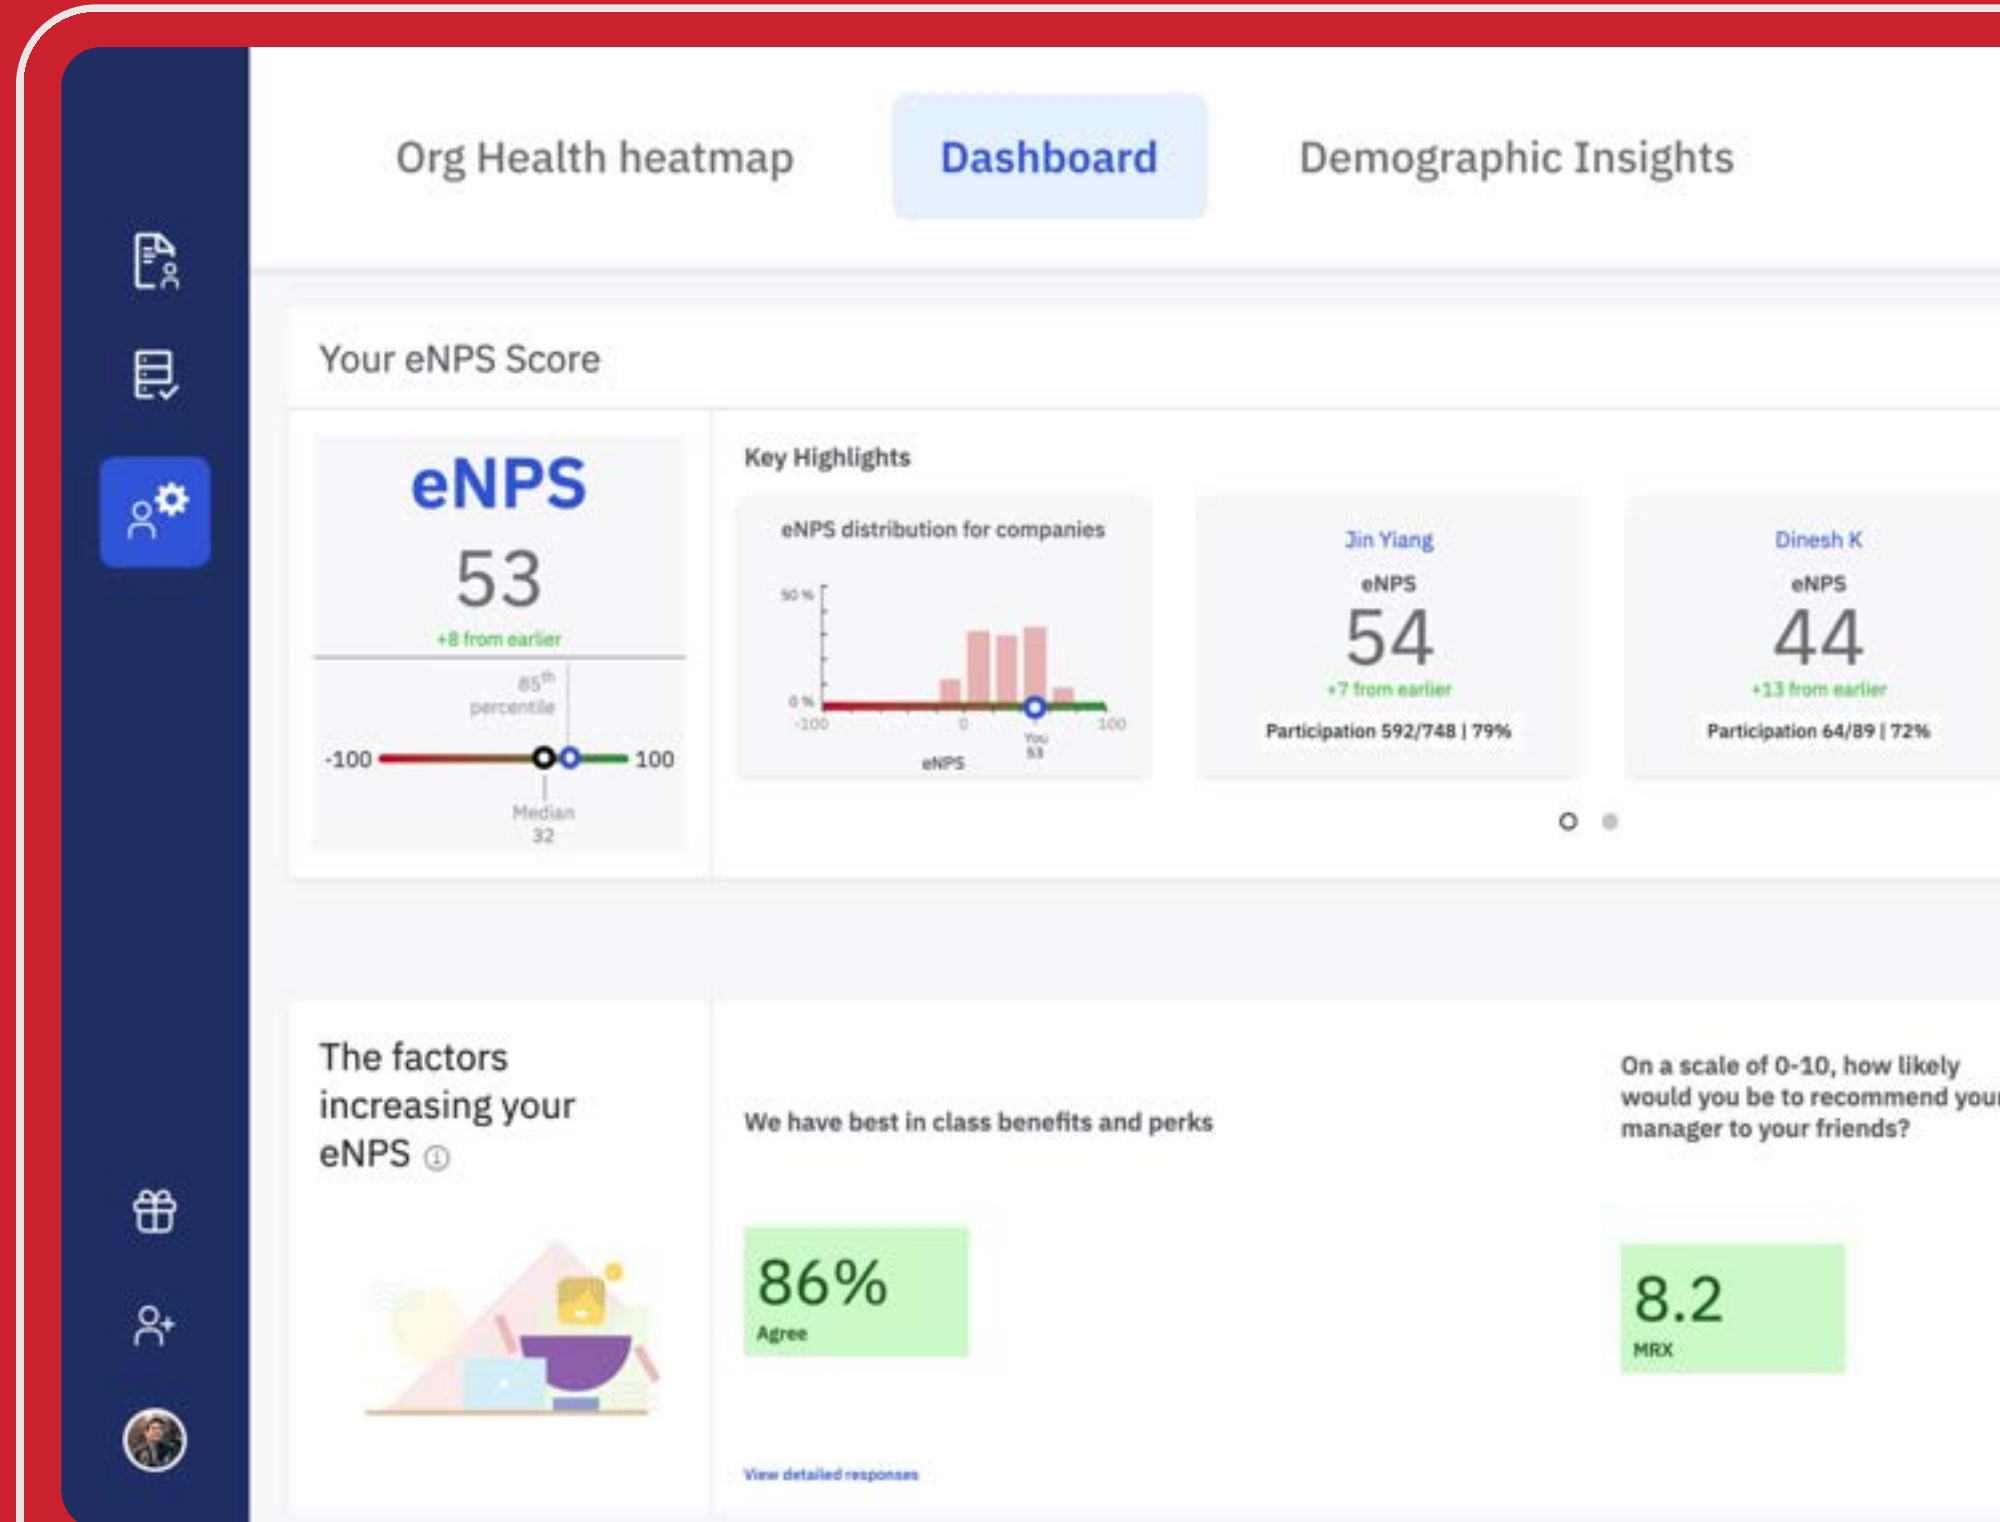 Org Health heatmap
Dashboard
Demographic Insights
Your eNPS Score
eNPS
53
+8 from earlier
85th
percentile
-100
100
Median
32
Key Highlights
eNPS distribution for companies
50 %
0 %
-100
0
100
You
53
eNPS
Jin Yiang
eNPS
54
+7 from earlier
Participation 592/748 | 79%
Dinesh K
eNPS
44
+13 from earlier
Participation 64/89 | 72%
The factors
increasing your
eNPS
We have best in class benefits and perks
86%
Agree
View detailed responses
On a scale of 0-10, how likely
would you be to recommend your
manager to your friends?
8.2
MRX